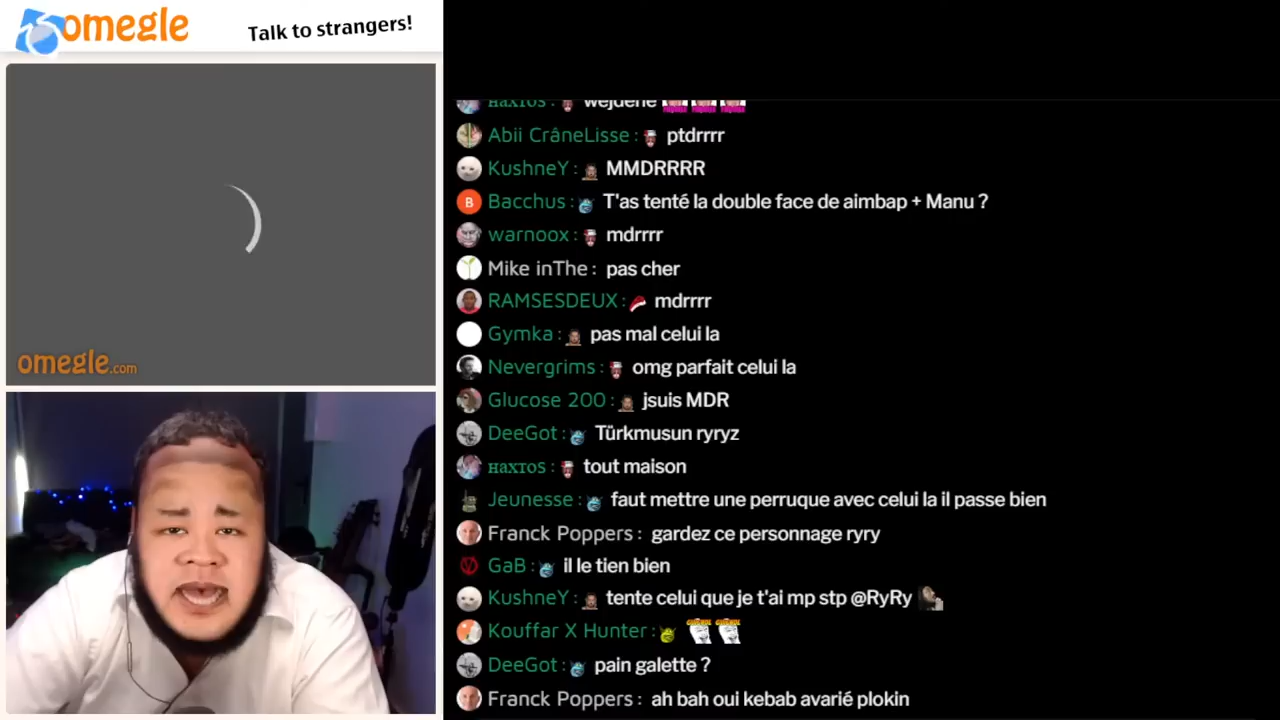 omegle
Talk to strangers!
omegle.com
нaxтoѕ : wejdene
Abii CrâneLisse : ptdrrrr
KushneY : MMDRRRR
B Bacchus : T'as tenté la double face de aimbap + Manu ?
warnoox : mdrrrr
Mike inThe : pas cher
RAMSESDEUX : mdrrrr
Gymka : pas mal celui la
Nevergrims : omg parfait celui la
Glucose 200 : jsuis MDR
DeeGot : Türkmusun ryryz
нaxтoѕ : tout maison
Jeunesse : faut mettre une perruque avec celui la il passe bien
Franck Poppers : gardez ce personnage ryry
GaB : il le tien bien
KushneY : tente celui que je t'ai mp stp @RyRy
Kouffar X Hunter :
DeeGot : pain galette ?
Franck Poppers : ah bah oui kebab avarié plokin